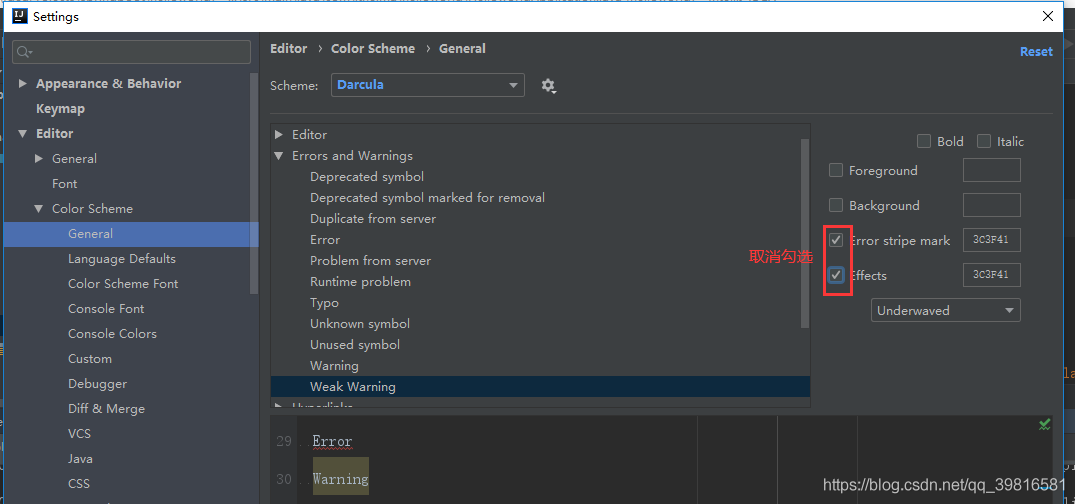 Settings
Appearance & Behavior
Keymap
Editor
General
Font
Color Scheme
General
Language Defaults
Color Scheme Font
Console Font
Console Colors
Custom
Debugger
Diff & Merge
VCS
Java
CSS
Editor › Color Scheme › General
Reset
Scheme: Darcula
Editor
Errors and Warnings
Deprecated symbol
Deprecated symbol marked for removal
Duplicate from server
Error
Problem from server
Runtime problem
Typo
Unknown symbol
Unused symbol
Warning
Weak Warning
Hyperlinks
Bold Italic
Foreground
Background
Error stripe mark 3C3F41
Effects 3C3F41
Underwaved
取消勾选
29 Error
30 Warning
https://blog.csdn.net/qq_39816581